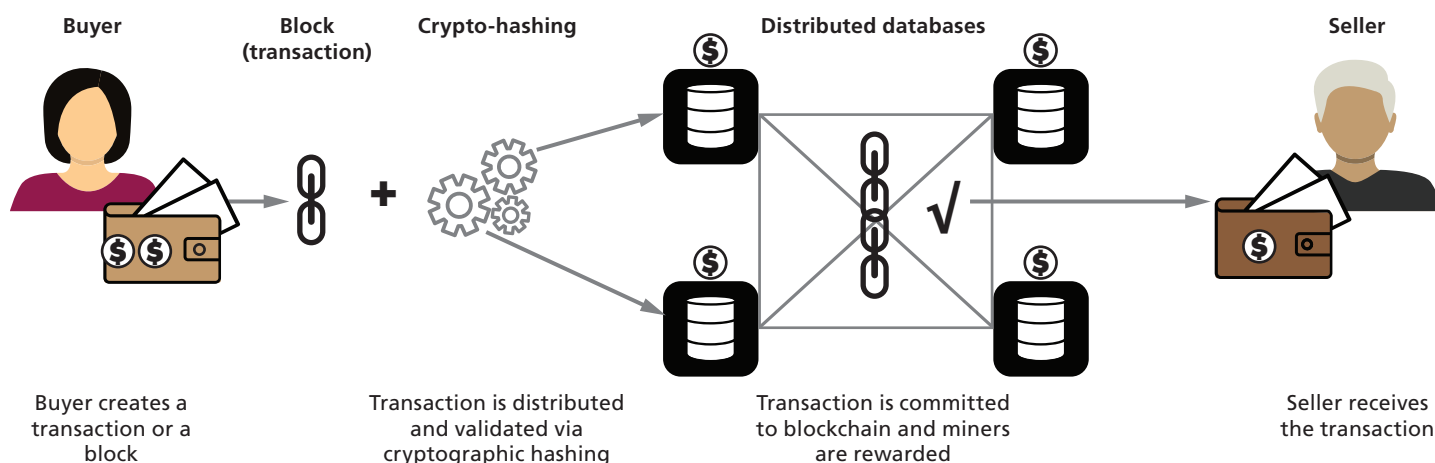 Buyer
Block
(transaction)
Crypto-hashing
Distributed databases
Seller
$
$
$ $
√
$
$
$
Buyer creates a
transaction or a
block
Transaction is distributed
and validated via
cryptographic hashing
Transaction is committed
to blockchain and miners
are rewarded
Seller receives
the transaction